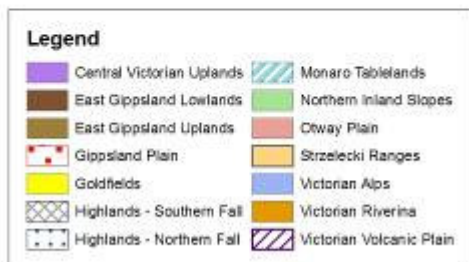 Legend
Central Victorian Uplands
Monaro Tablelands
East Gippsland Lowlands
Northern Inland Slopes
East Gippsland Uplands
Otway Plain
Gippsland Plain
Strzelecki Ranges
Goldfields
Victorian Alps
Highlands - Southern Fall
Victorian Riverina
Highlands - Northern Fall
Victorian Volcanic Plain